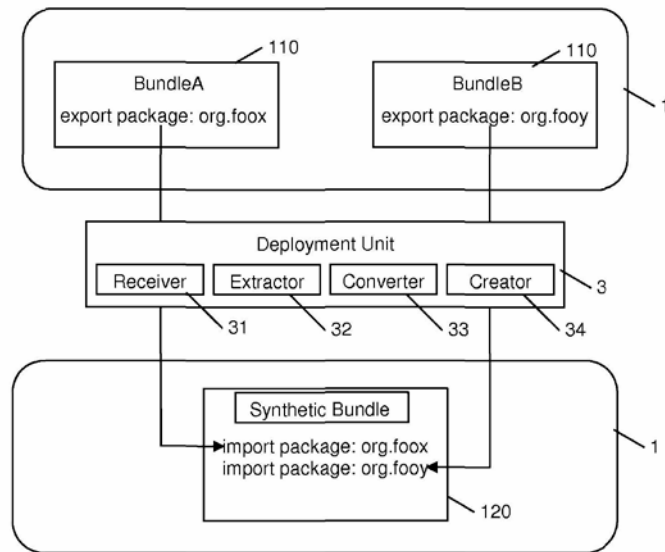 110
110
BundleA
BundleB
export package: org.foox
export package: org.fooy
1
Deployment Unit
Receiver
Extractor
Converter
Creator
3
31
32
33
34
Synthetic Bundle
import package: org.foox
import package: org.fooy
1
120